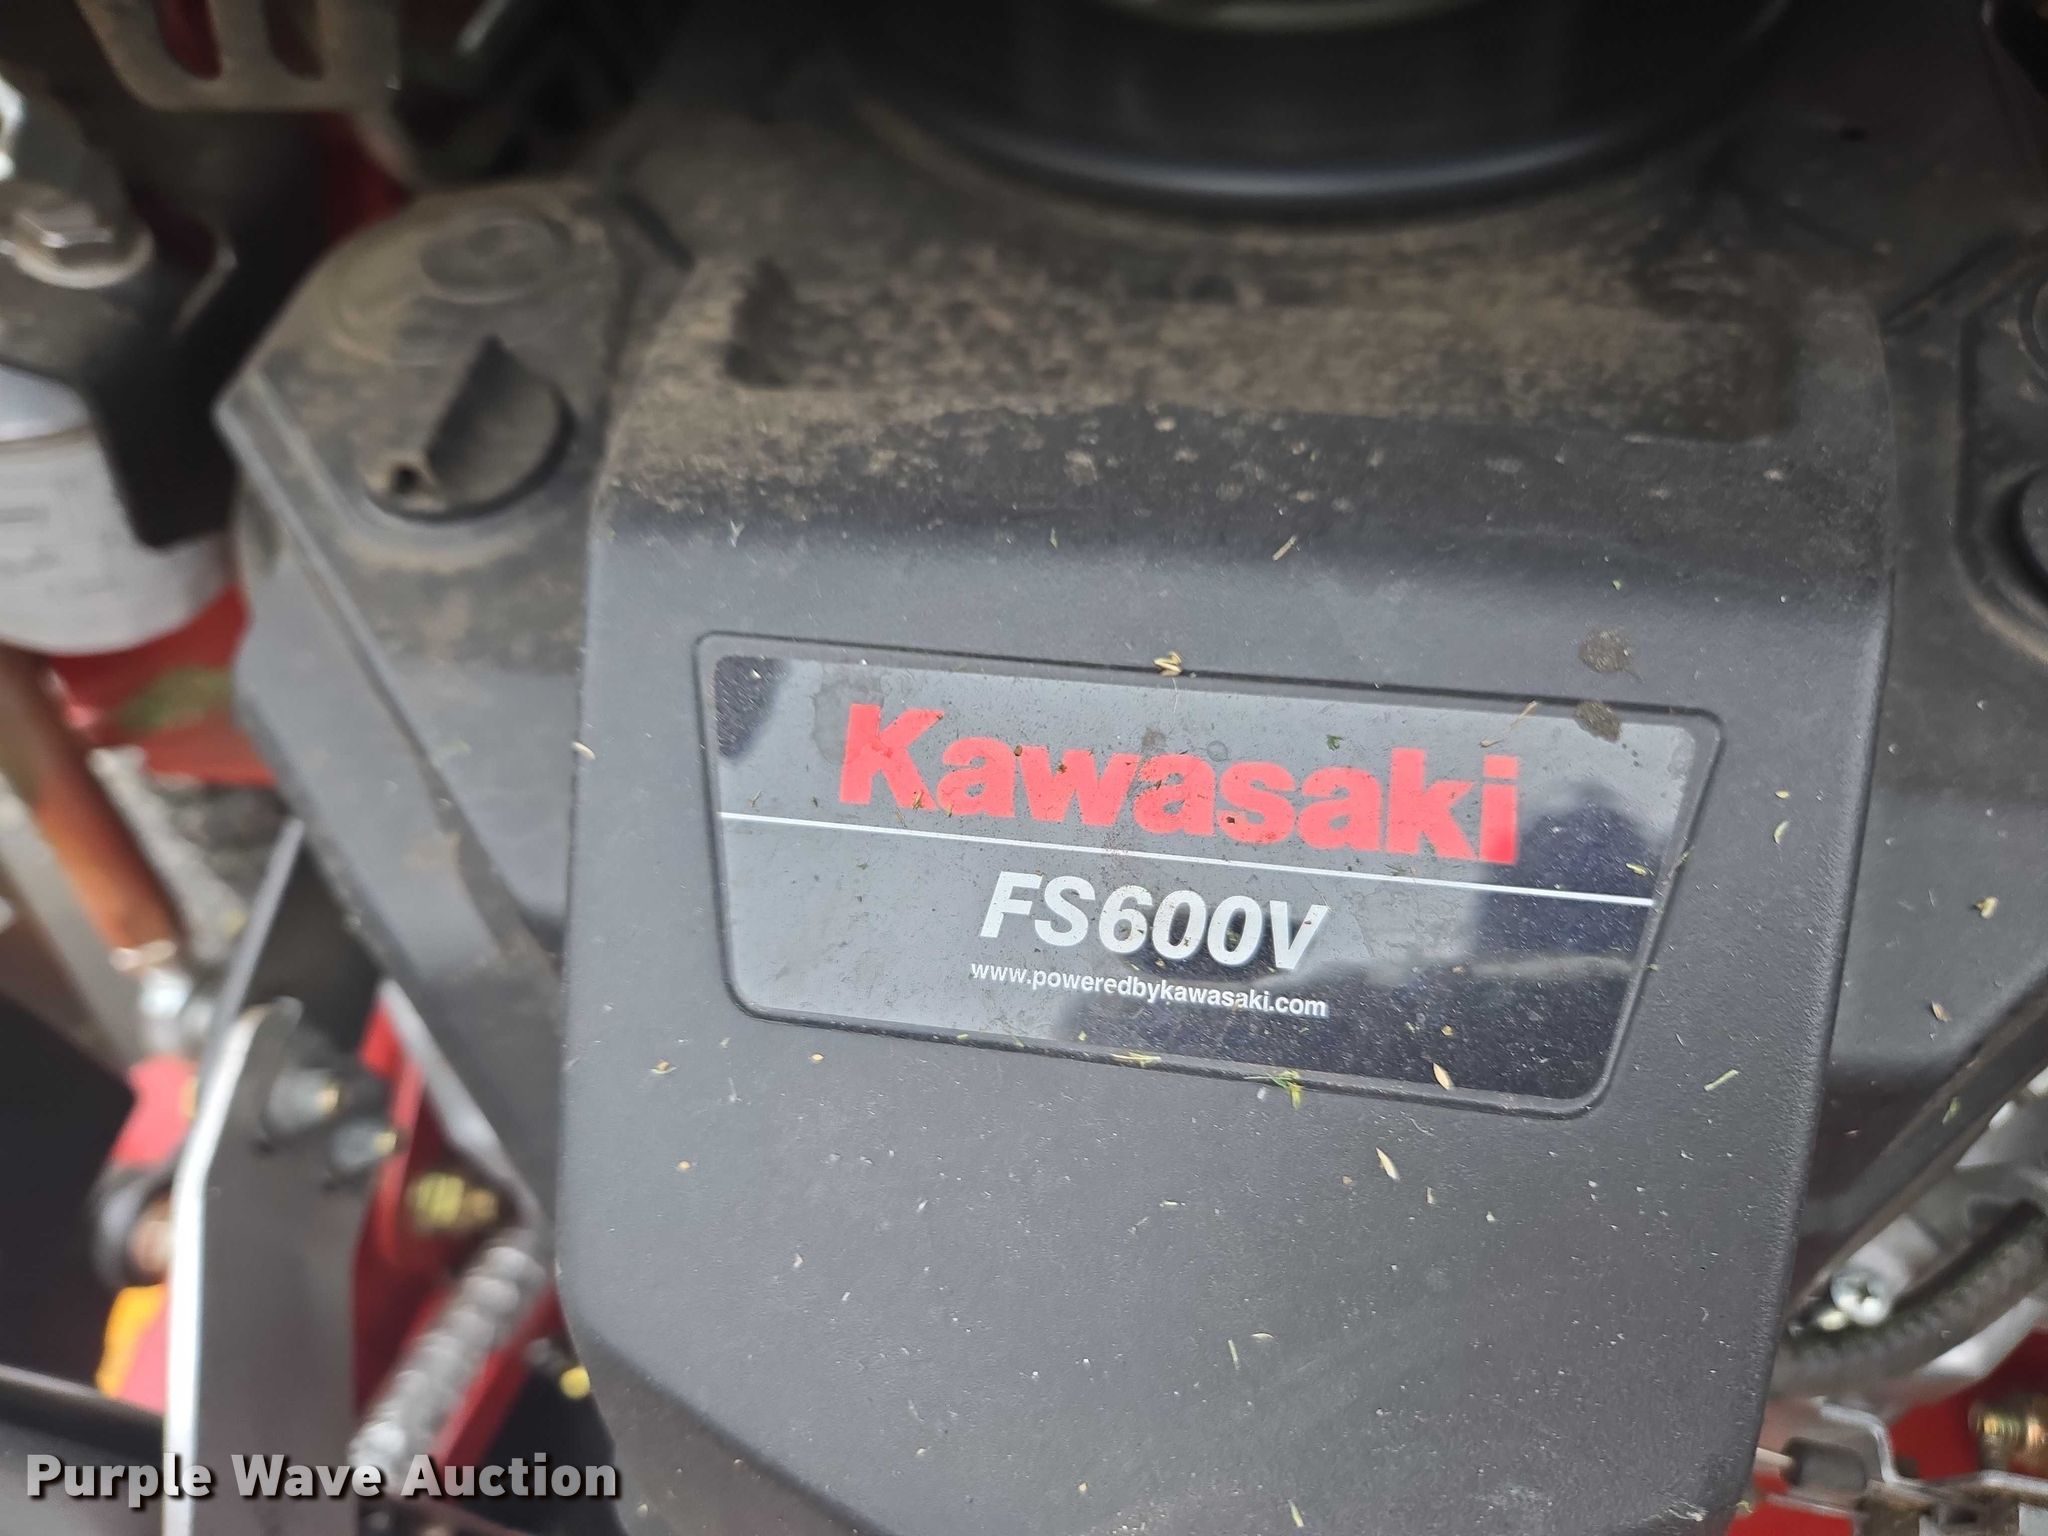 Kawasaki
FS600V
www.poweredbykawasaki.com
Purple Wave Auction